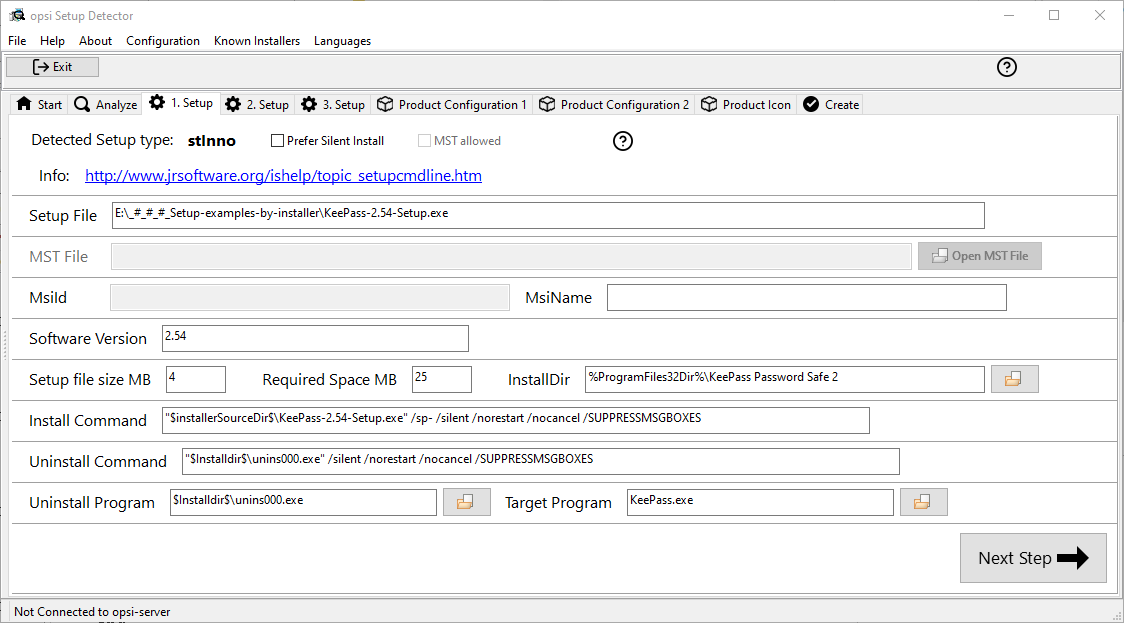 opsi Setup Detector
File Help About Configuration Known Installers Languages
Exit
Start Analyze 1. Setup 2. Setup 3. Setup Product Configuration 1 Product Configuration 2 Product Icon Create
Detected Setup type: stInno Prefer Silent Install MST allowed
Info: http://www.jrsoftware.org/ishelp/topic_setupcmdline.htm
Setup File E:\_#_#_#_Setup-examples-by-installer\KeePass-2.54-Setup.exe
MST File Open MST File
MsiId MsiName
Software Version 2.54
Setup file size MB 4 Required Space MB 25 InstallDir %ProgramFiles32Dir%\KeePass Password Safe 2
Install Command "$installerSourceDir$\KeePass-2.54-Setup.exe" /sp- /silent /norestart /nocancel /SUPPRESSMSGBOXES
Uninstall Command "$Installdir$\unins000.exe" /silent /norestart /nocancel /SUPPRESSMSGBOXES
Uninstall Program $Installdir$\unins000.exe Target Program KeePass.exe
Next Step
Not Connected to opsi-server